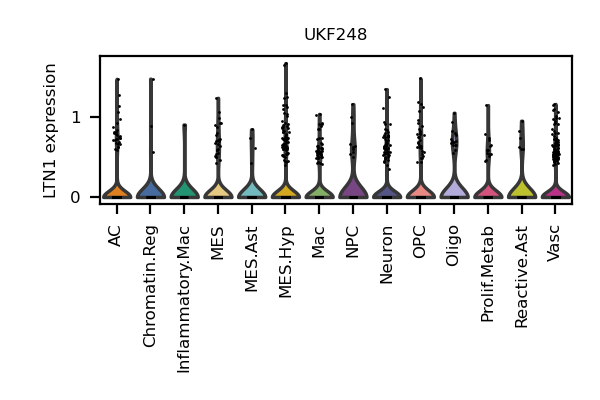 UKF248
LTN1 expression
1
0
AC
Chromatin.Reg
Inflammatory.Mac
MES
MES.Ast
MES.Hyp
Mac
NPC
Neuron
OPC
Oligo
Prolif.Metab
Reactive.Ast
Vasc